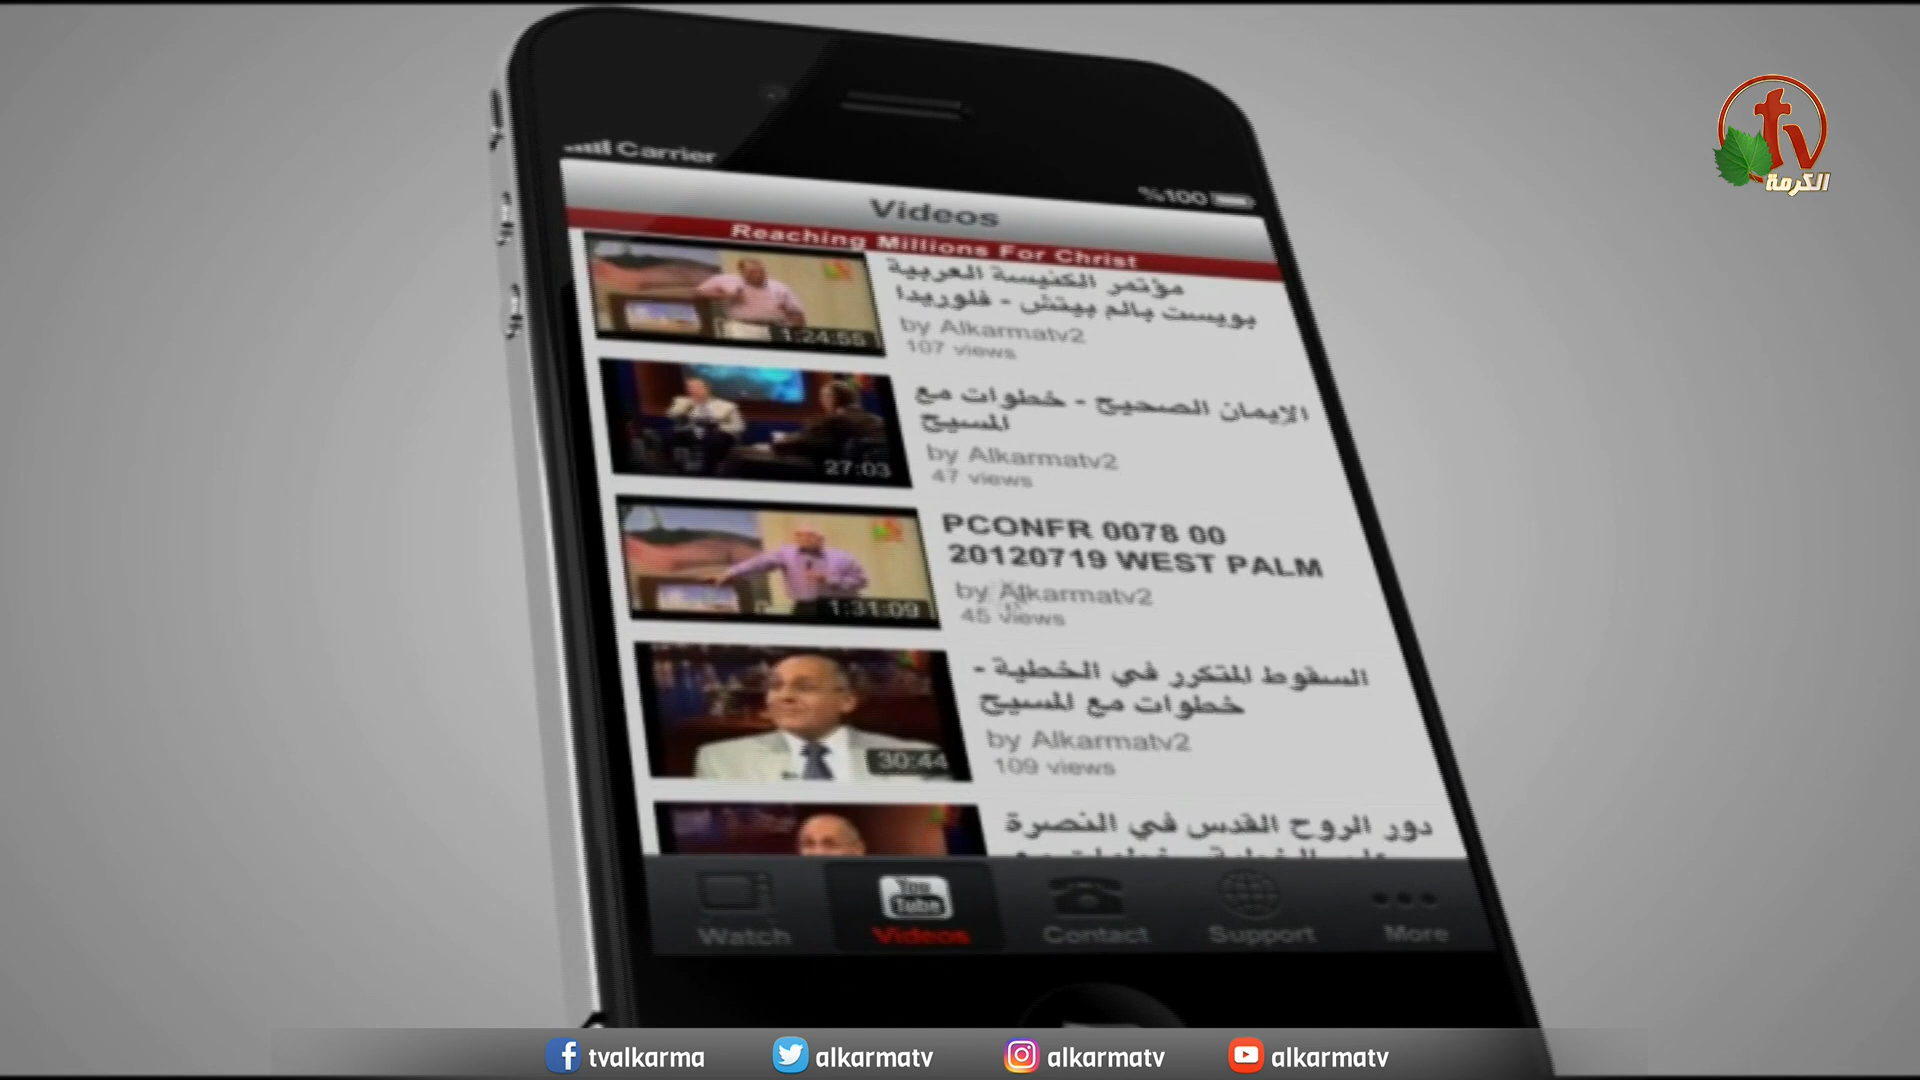 tv
الكرمة
Carrier
%100
Videos
Reaching Millions For Christ
مؤتمر الكنيسة العربية
بويست بالم بيتش - فلوريدا
by Alkarmatv2
107 views
1:24:56
الإيمان الصحيح - خطوات مع
المسيح
by Alkarmatv2
47 views
27:03
PCONFR 0078 00
20120719 WEST PALM
by Alkarmatv2
45 views
1:31:09
السقوط المتكرر في الخطية -
خطوات مع المسيح
by Alkarmatv2
109 views
30:44
دور الروح القدس في النصرة
Watch
You Tube
Videos
Contact
Support
More
tvalkarma
alkarmatv
alkarmatv
alkarmatv